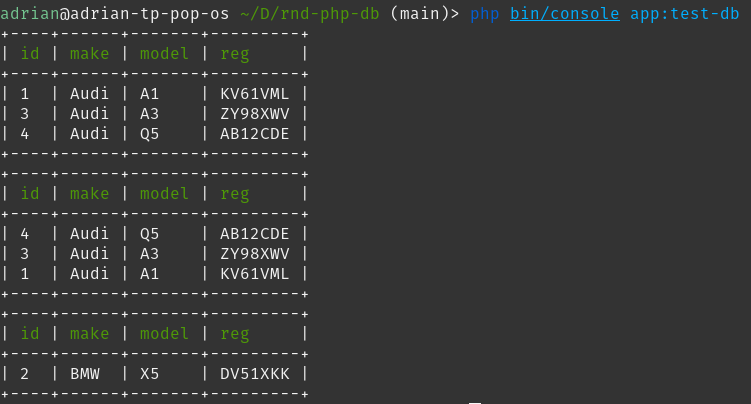 adrian@adrian-tp-pop-os ~/D/rnd-php-db (main)> php bin/console app:test-db
+----+------+-------+---------+
| id | make | model | reg     |
+----+------+-------+---------+
| 1  | Audi | A1    | KV61VML |
| 3  | Audi | A3    | ZY98XWV |
| 4  | Audi | Q5    | AB12CDE |
+----+------+-------+---------+
+----+------+-------+---------+
| id | make | model | reg     |
+----+------+-------+---------+
| 4  | Audi | Q5    | AB12CDE |
| 3  | Audi | A3    | ZY98XWV |
| 1  | Audi | A1    | KV61VML |
+----+------+-------+---------+
+----+------+-------+---------+
| id | make | model | reg     |
+----+------+-------+---------+
| 2  | BMW  | X5    | DV51XKK |
+----+------+-------+---------+